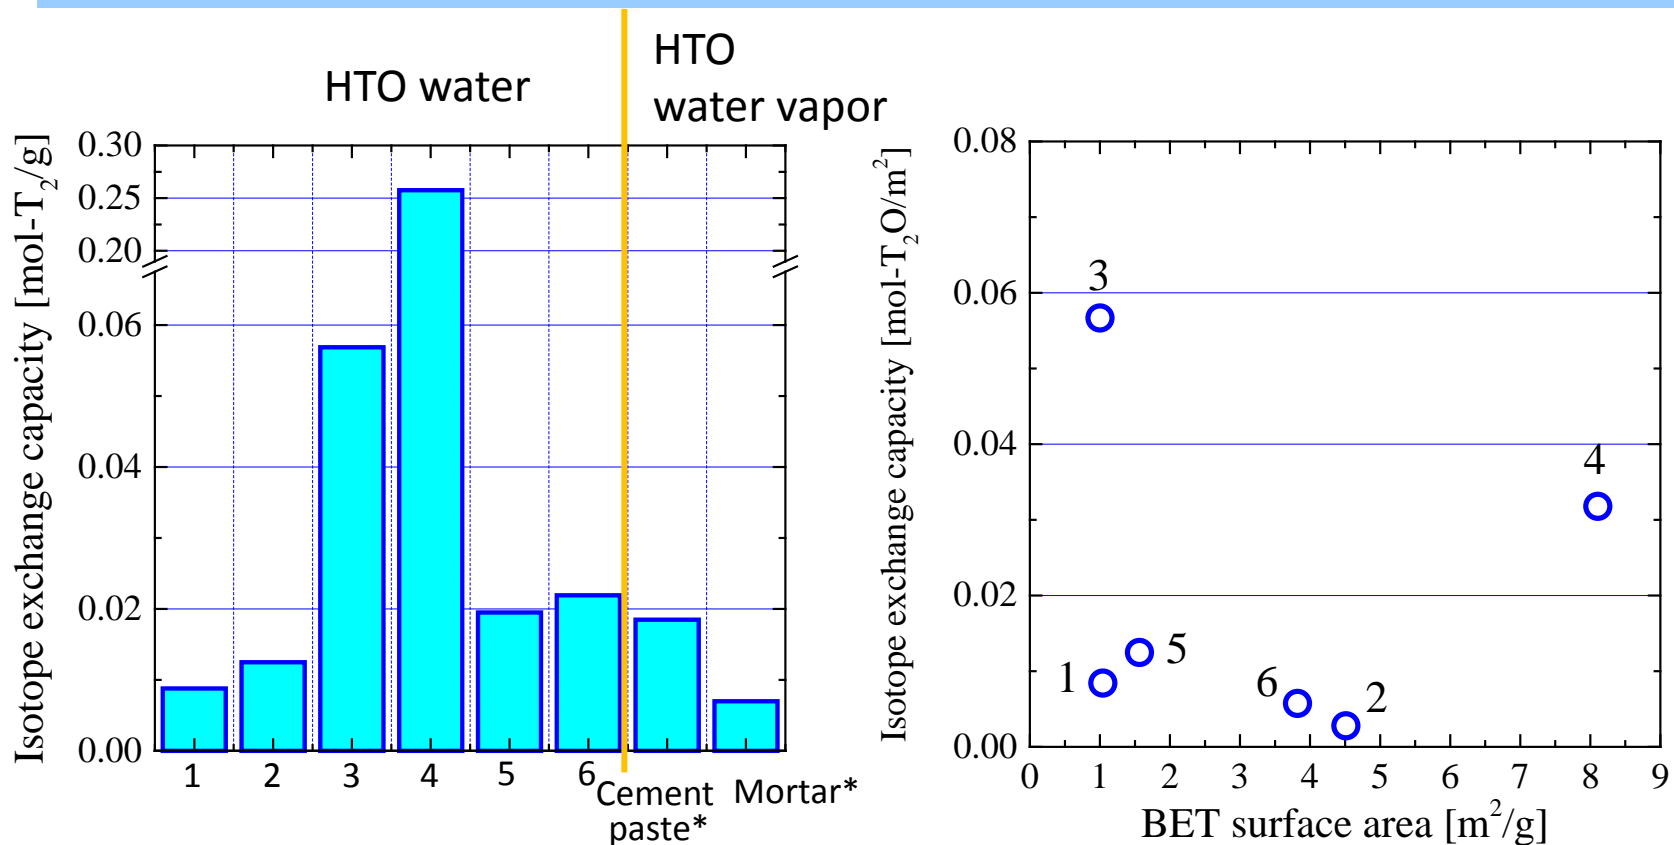 HTO water
HTO
water vapor
Isotope exchange capacity [mol-T₂/g]
0.30
0.25
0.20
0.06
0.04
0.02
0.00
1 2 3 4 5 6
Cement
paste*
Mortar*
Isotope exchange capacity [mol-T₂O/m²]
0.08
0.06
0.04
0.02
0.00
3
4
5
1
6
2
0 1 2 3 4 5 6 7 8 9
BET surface area [m²/g]